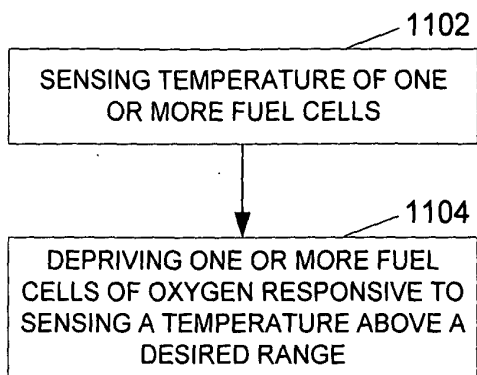 1102
SENSING TEMPERATURE OF ONE
OR MORE FUEL CELLS
1104
DEPRIVING ONE OR MORE FUEL
CELLS OF OXYGEN RESPONSIVE TO
SENSING A TEMPERATURE ABOVE A
DESIRED RANGE